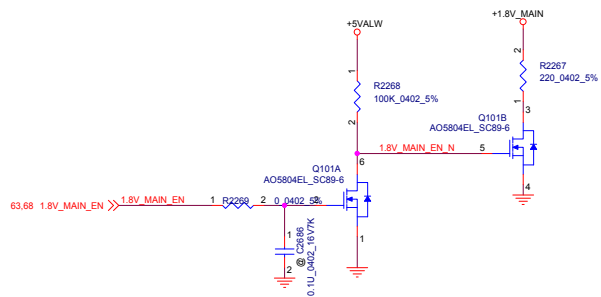 +1.8V_MAIN
+5VALW
2
R2267
220_0402_5%
1
R2268
100K_0402_5%
2
1
3
Q101B
AO5804EL_SC89-6
1.8V_MAIN_EN_N
5
4
6
Q101A
AO5804EL_SC89-6
63,68 1.8V_MAIN_EN
1.8V_MAIN_EN
1
R2269
2
0_0402_5%
1
1
C2686
@
2
0.1U_0402_16V7K